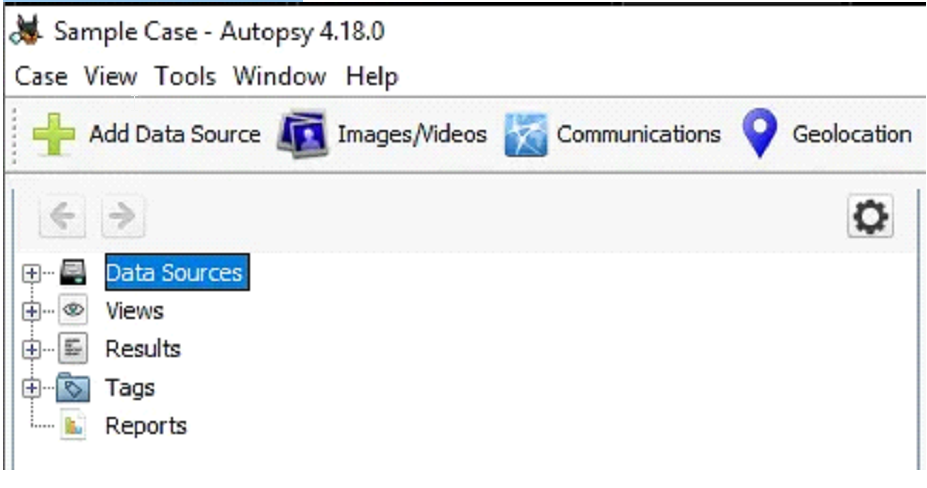 Sample Case - Autopsy 4.18.0
Case View Tools Window Help
Add Data Source Images/Videos Communications Geolocation
Data Sources
Views
Results
Tags
Reports